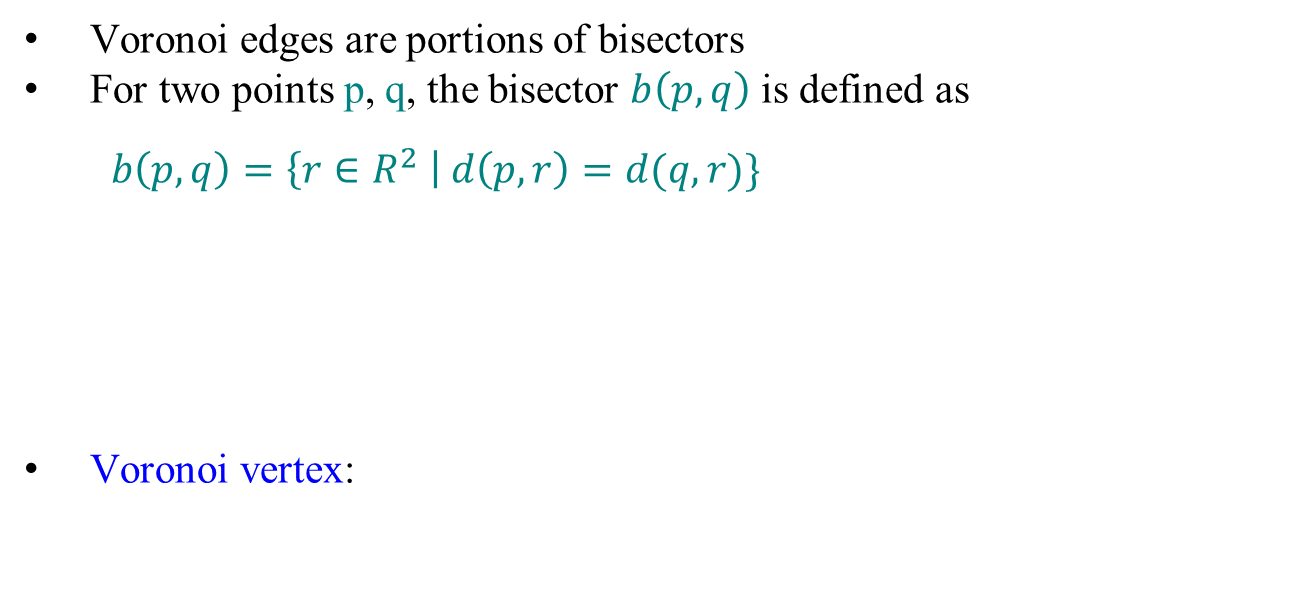 • Voronoi edges are portions of bisectors
• For two points p, q, the bisector b(p, q) is defined as
b(p, q) = {r ∈ R² | d(p, r) = d(q, r)}
• Voronoi vertex: